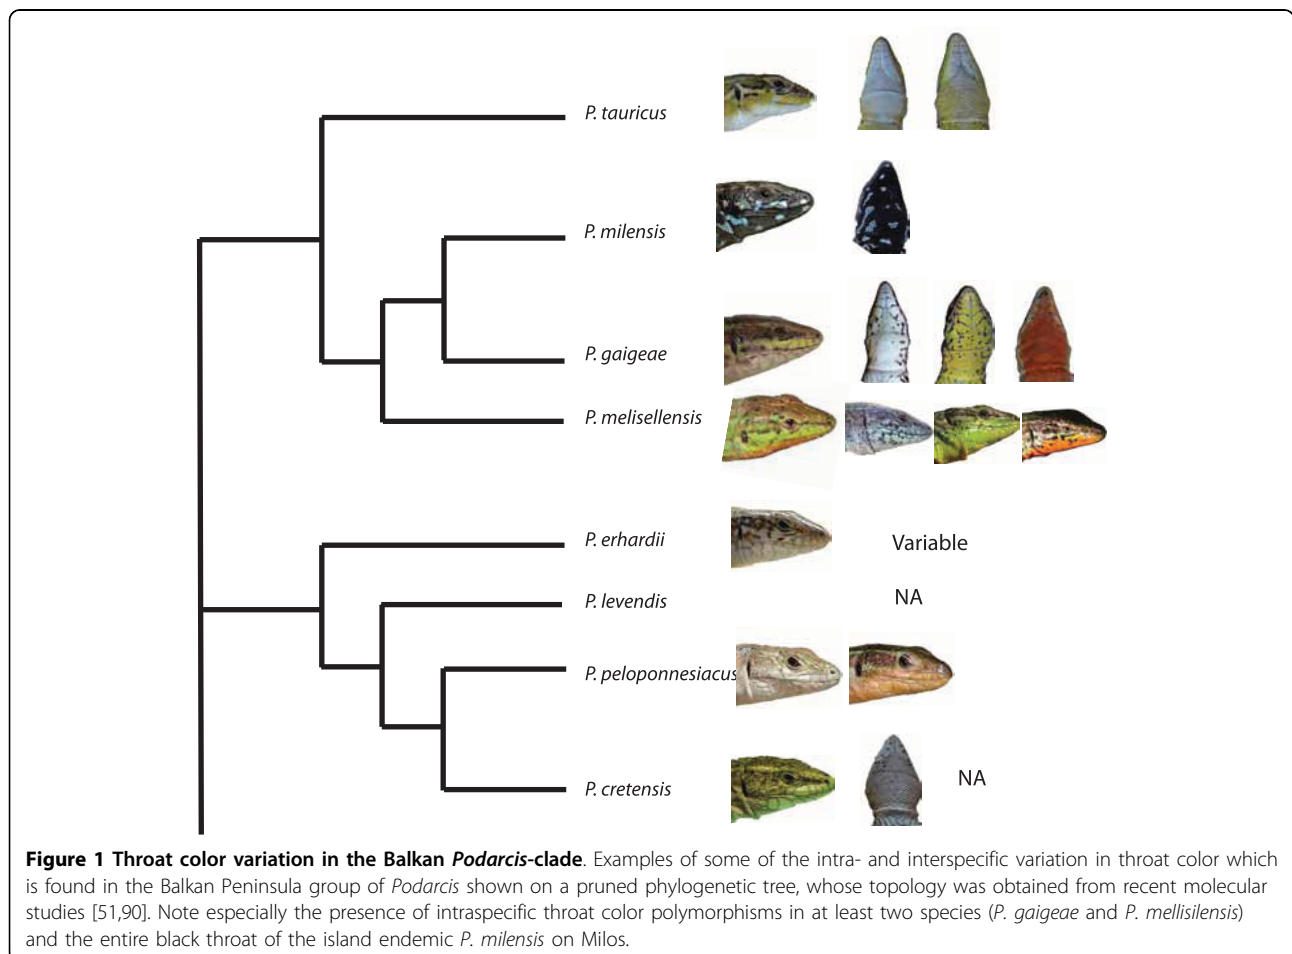 P. tauricus
P. milensis
P. gaigeae
P. melisellensis
P. erhardii
Variable
P. levendis
NA
P. peloponnesiacus
P. cretensis
NA
Figure 1 Throat color variation in the Balkan Podarcis-clade. Examples of some of the intra- and interspecific variation in throat color which
is found in the Balkan Peninsula group of Podarcis shown on a pruned phylogenetic tree, whose topology was obtained from recent molecular
studies [51,90]. Note especially the presence of intraspecific throat color polymorphisms in at least two species (P. gaigeae and P. mellisilensis)
and the entire black throat of the island endemic P. milensis on Milos.